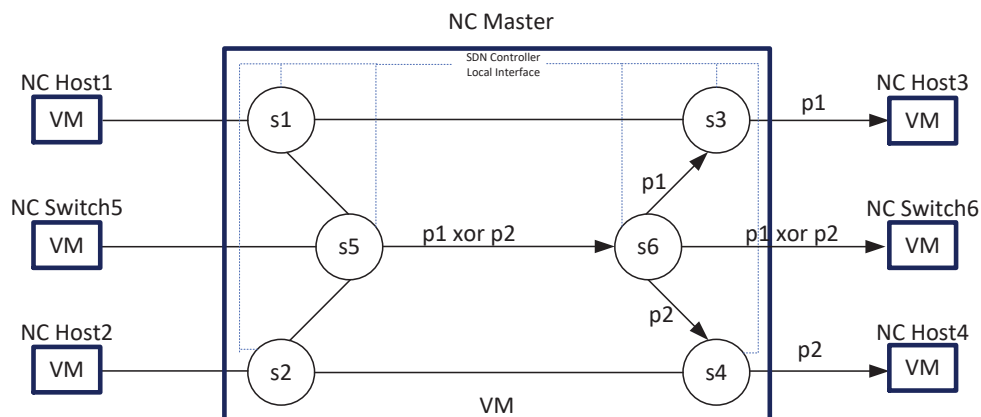 NC Master
SDN Controller
Local Interface
NC Host1
VM
s1
s3
p1
NC Host3
VM
p1
NC Switch5
VM
s5
p1 xor p2
s6
p1 xor p2
NC Switch6
VM
p2
NC Host2
VM
s2
s4
p2
NC Host4
VM
VM